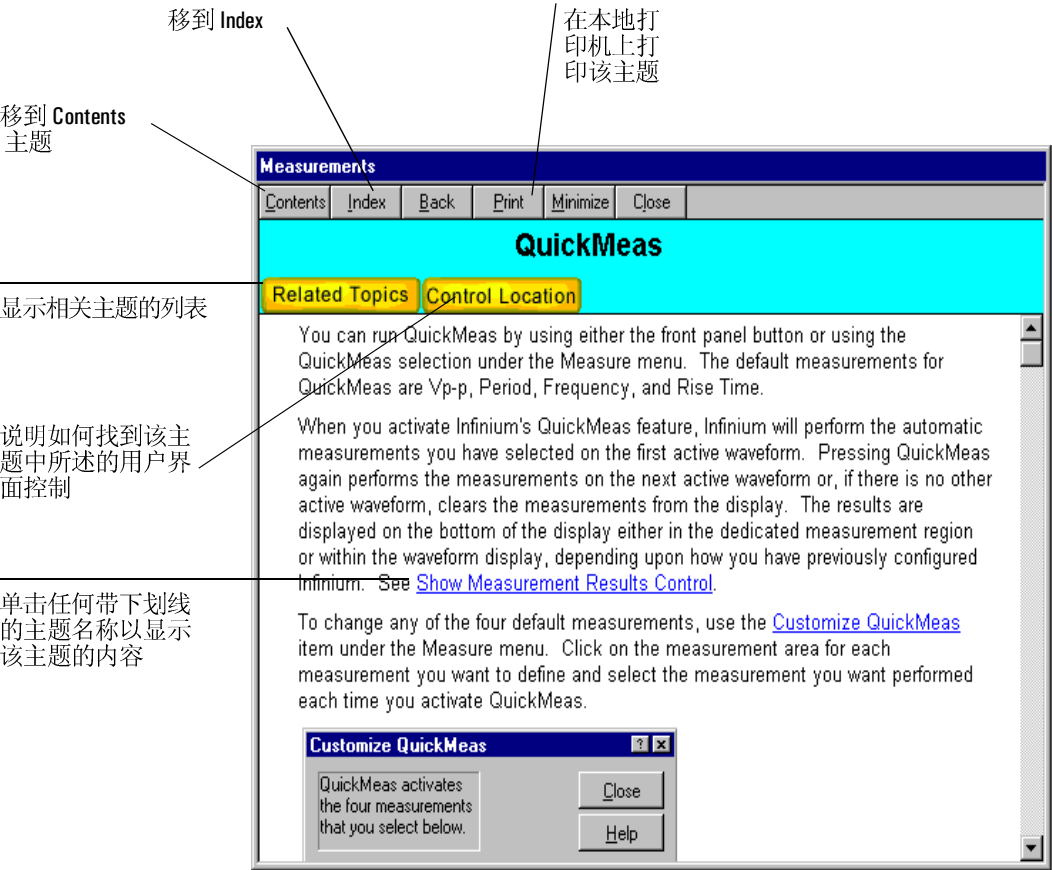 移到 Index
在本地打
印机上打
印该主题
移到 Contents
主题
显示相关主题的列表
说明如何找到该主
题中所述的用户界
面控制
单击任何带下划线
的主题名称以显示
该主题的内容
Measurements
Contents Index Back Print Minimize Close
QuickMeas
Related Topics Control Location
You can run QuickMeas by using either the front panel button or using the
QuickMeas selection under the Measure menu. The default measurements for
QuickMeas are Vp-p, Period, Frequency, and Rise Time.
When you activate Infinium's QuickMeas feature, Infinium will perform the automatic
measurements you have selected on the first active waveform. Pressing QuickMeas
again performs the measurements on the next active waveform or, if there is no other
active waveform, clears the measurements from the display. The results are
displayed on the bottom of the display either in the dedicated measurement region
or within the waveform display, depending upon how you have previously configured
Infinium. See Show Measurement Results Control.
To change any of the four default measurements, use the Customize QuickMeas
item under the Measure menu. Click on the measurement area for each
measurement you want to define and select the measurement you want performed
each time you activate QuickMeas.
Customize QuickMeas
QuickMeas activates
the four measurements
that you select below.
Close
Help